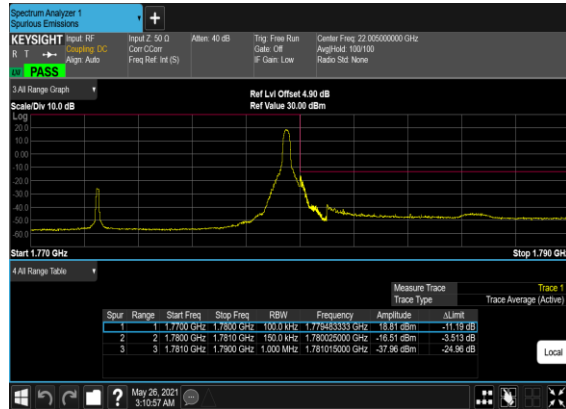 Spectrum Analyzer 1
Spurious Emissions
KEYSIGHT Input: RF Input Z: 50 Ω Atten: 40 dB Trig: Free Run Center Freq: 22.005000000 GHz
R T Coupling: DC Corr CCorr Gate: Off Avg|Hold: 100/100
Align: Auto Freq Ref: Int (S) IF Gain: Low Radio Std: None
PASS
3 All Range Graph
Ref Lvl Offset 4.90 dB
Scale/Div 10.0 dB Ref Value 30.00 dBm
Log
20.0
10.0
0.00
-10.0
-20.0
-30.0
-40.0
-50.0
-60.0
Start 1.770 GHz Stop 1.790 GHz
4 All Range Table
Measure Trace Trace 1
Trace Type Trace Average (Active)
Spur Range Start Freq Stop Freq RBW Frequency Amplitude ΔLimit
1 1 1.7700 GHz 1.7800 GHz 100.0 kHz 1.779483333 GHz 18.81 dBm -11.19 dB
2 2 1.7800 GHz 1.7810 GHz 150.0 kHz 1.780025000 GHz -16.51 dBm -3.513 dB
3 3 1.7810 GHz 1.7900 GHz 1.000 MHz 1.781015000 GHz -37.96 dBm -24.96 dB
Local
? May 26, 2021
3:10:57 AM